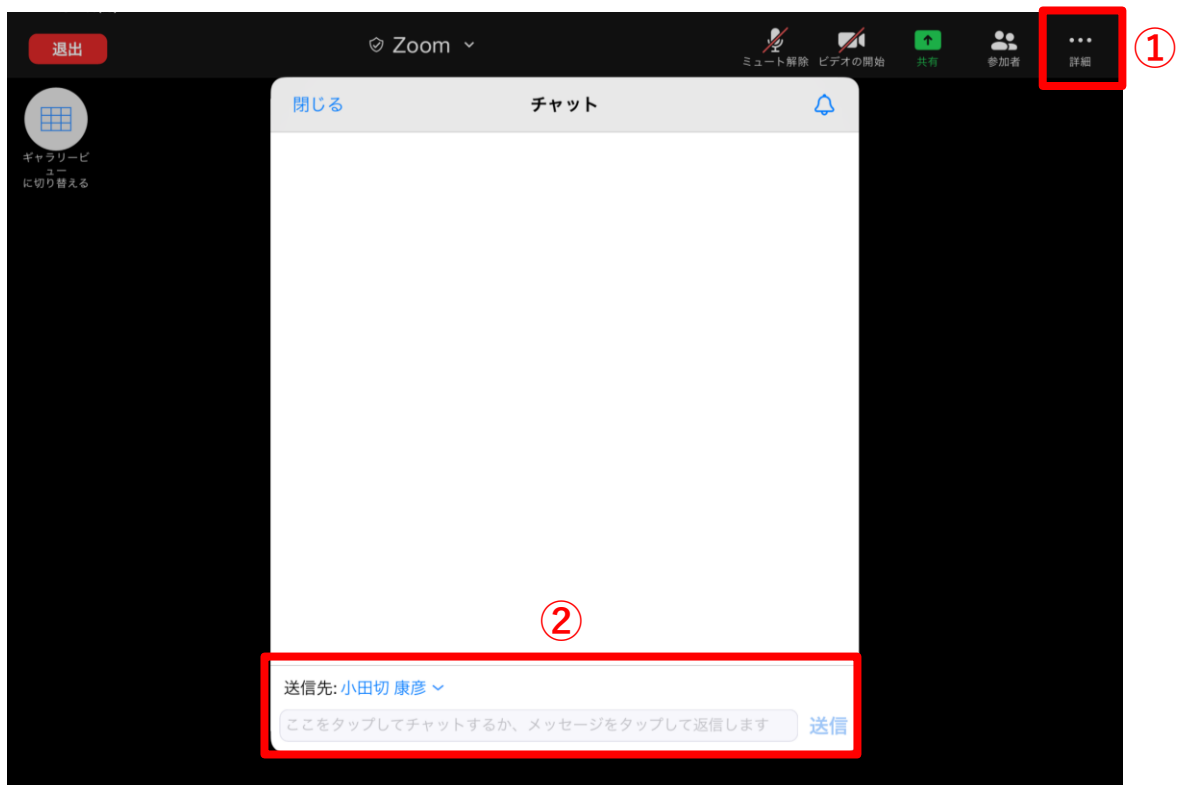 退出
Zoom
ミュート解除 ビデオの開始 共有 参加者 詳細
①
ギャラリービ
ュー
に切り替える
閉じる チャット
②
送信先: 小田切 康彦
ここをタップしてチャットするか、メッセージをタップして返信します 送信